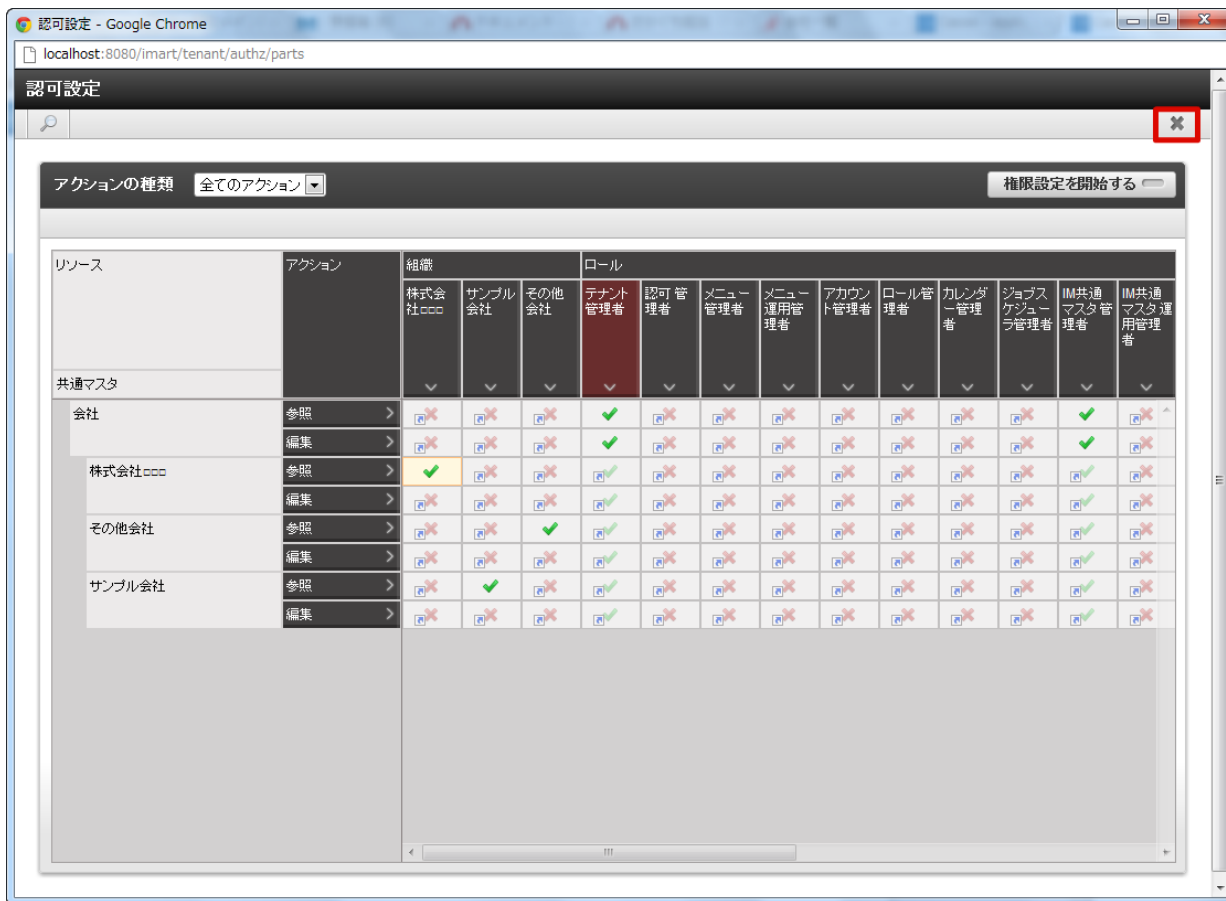 認可設定 - Google Chrome
localhost:8080/imart/tenant/authz/parts
認可設定
アクションの種類 全てのアクション 権限設定を開始する
リソース アクション 組織 ロール
株式会
社□□□
サンプル
会社
その他
会社
テナント
管理者
認可管
理者
メニュー
管理者
メニュー
運用管
理者
アカウン
ト管理者
ロール管
理者
カレンダ
ー管理
者
ジョブス
ケジュー
ラ管理者
IM共通
マスタ管
理者
IM共通
マスタ運
用管理
者
共通マスタ
会社 参照
編集
株式会社□□□ 参照
編集
その他会社 参照
編集
サンプル会社 参照
編集